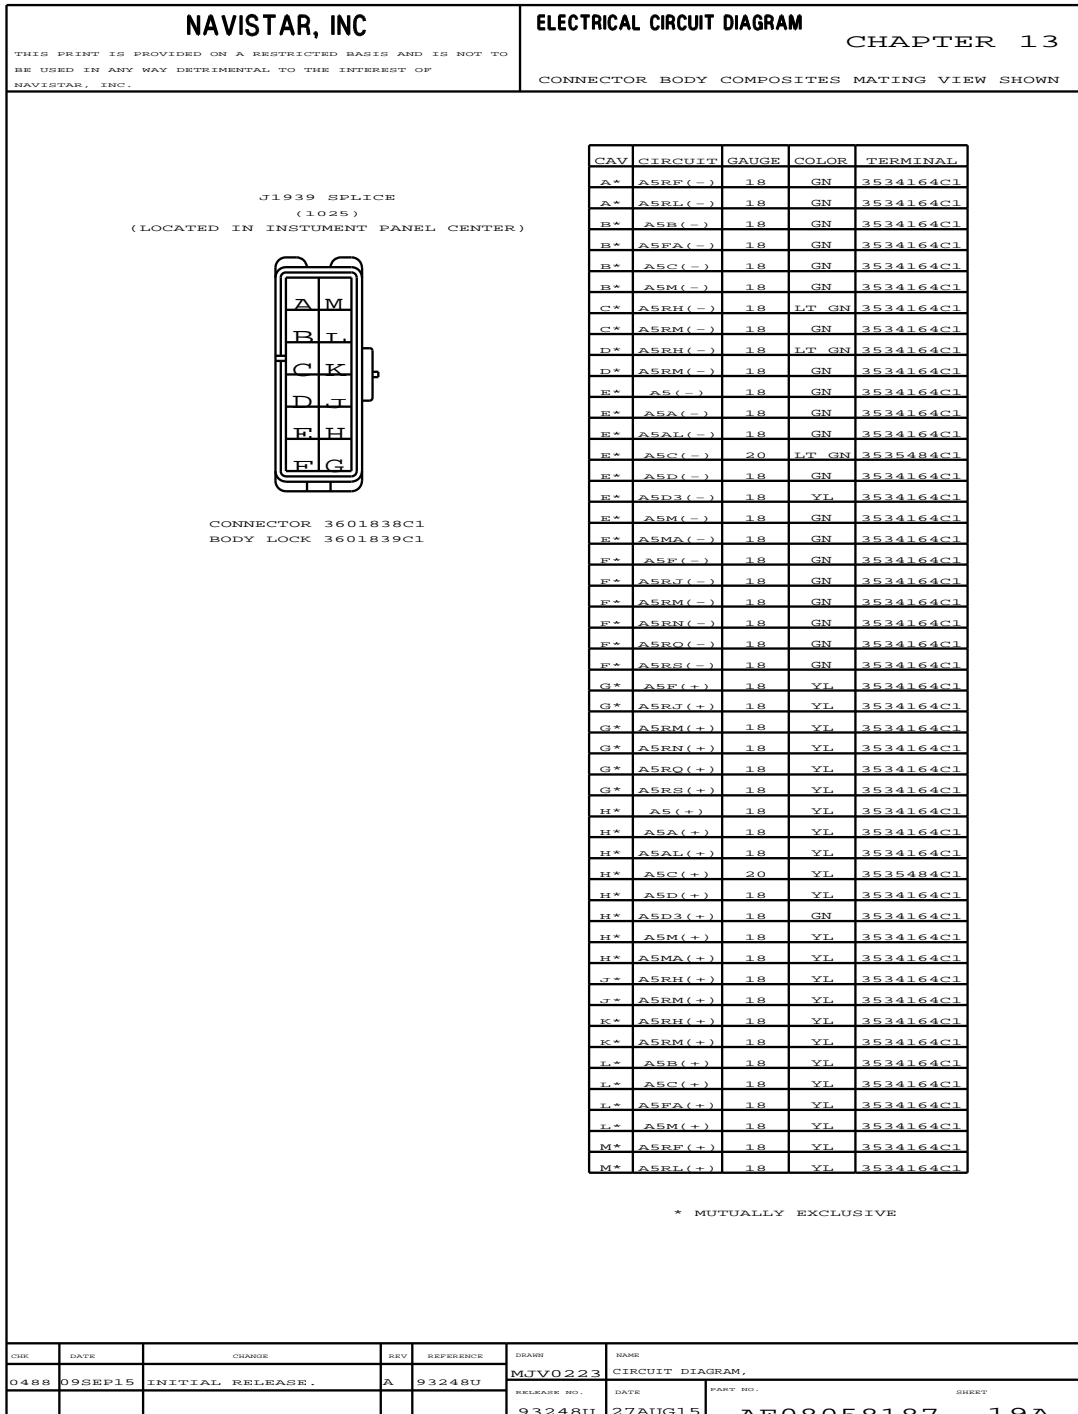 NAVISTAR, INC
THIS PRINT IS PROVIDED ON A RESTRICTED BASIS AND IS NOT TO
BE USED IN ANY WAY DETRIMENTAL TO THE INTEREST OF
NAVISTAR, INC.
ELECTRICAL CIRCUIT DIAGRAM
CHAPTER 13
CONNECTOR BODY COMPOSITES MATING VIEW SHOWN
J1939 SPLICE
(1025)
(LOCATED IN INSTUMENT PANEL CENTER)
A M
B L
C K
D J
E H
F G
CONNECTOR 3601838C1
BODY LOCK 3601839C1
CAV CIRCUIT GAUGE COLOR TERMINAL
A* A5RF(-) 18 GN 3534164C1
A* A5RL(-) 18 GN 3534164C1
B* A5B(-) 18 GN 3534164C1
B* A5FA(-) 18 GN 3534164C1
B* A5C(-) 18 GN 3534164C1
B* A5M(-) 18 GN 3534164C1
C* A5RH(-) 18 LT GN 3534164C1
C* A5RM(-) 18 GN 3534164C1
D* A5RH(-) 18 LT GN 3534164C1
D* A5RM(-) 18 GN 3534164C1
E* A5(-) 18 GN 3534164C1
E* A5A(-) 18 GN 3534164C1
E* A5AL(-) 18 GN 3534164C1
E* A5C(-) 20 LT GN 3535484C1
E* A5D(-) 18 GN 3534164C1
E* A5D3(-) 18 YL 3534164C1
E* A5M(-) 18 GN 3534164C1
E* A5MA(-) 18 GN 3534164C1
F* A5F(-) 18 GN 3534164C1
F* A5RJ(-) 18 GN 3534164C1
F* A5RM(-) 18 GN 3534164C1
F* A5RN(-) 18 GN 3534164C1
F* A5RQ(-) 18 GN 3534164C1
F* A5RS(-) 18 GN 3534164C1
G* A5F(+) 18 YL 3534164C1
G* A5RJ(+) 18 YL 3534164C1
G* A5RM(+) 18 YL 3534164C1
G* A5RN(+) 18 YL 3534164C1
G* A5RQ(+) 18 YL 3534164C1
G* A5RS(+) 18 YL 3534164C1
H* A5(+) 18 YL 3534164C1
H* A5A(+) 18 YL 3534164C1
H* A5AL(+) 18 YL 3534164C1
H* A5C(+) 20 YL 3535484C1
H* A5D(+) 18 YL 3534164C1
H* A5D3(+) 18 GN 3534164C1
H* A5M(+) 18 YL 3534164C1
H* A5MA(+) 18 YL 3534164C1
J* A5RH(+) 18 YL 3534164C1
J* A5RM(+) 18 YL 3534164C1
K* A5RH(+) 18 YL 3534164C1
K* A5RM(+) 18 YL 3534164C1
L* A5B(+) 18 YL 3534164C1
L* A5C(+) 18 YL 3534164C1
L* A5FA(+) 18 YL 3534164C1
L* A5M(+) 18 YL 3534164C1
M* A5RF(+) 18 YL 3534164C1
M* A5RL(+) 18 YL 3534164C1
* MUTUALLY EXCLUSIVE
CHK DATE CHANGE REV REFERENCE
0488 09SEP15 INITIAL RELEASE. A 93248U
DRAWN NAME
MJV0223 CIRCUIT DIAGRAM,
RELEASE NO. DATE PART NO. SHEET
93248U 27AUG15 AE08058187 19A